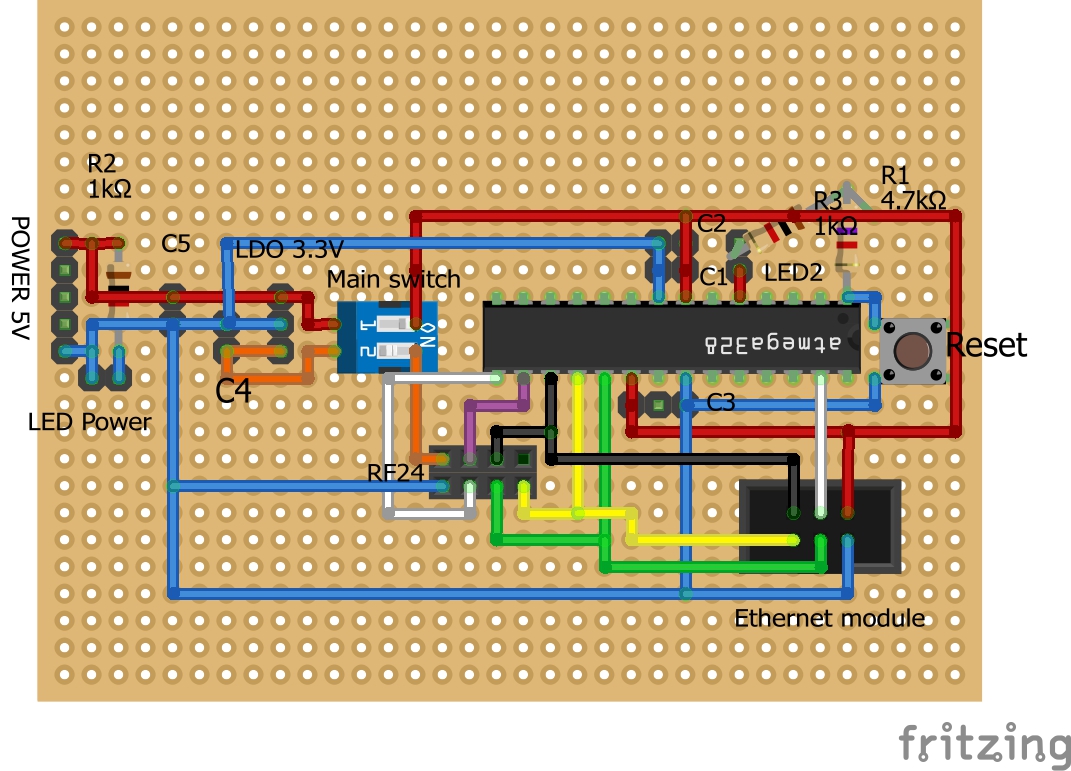 R2
1kΩ
R1
4.7kΩ
R3
1kΩ
POWER 5V
C5
LDO 3.3V
C2
Main switch
C1
LED2
1
2
ON
atmega328
Reset
C4
C3
LED Power
RF24
Ethernet module
fritzing